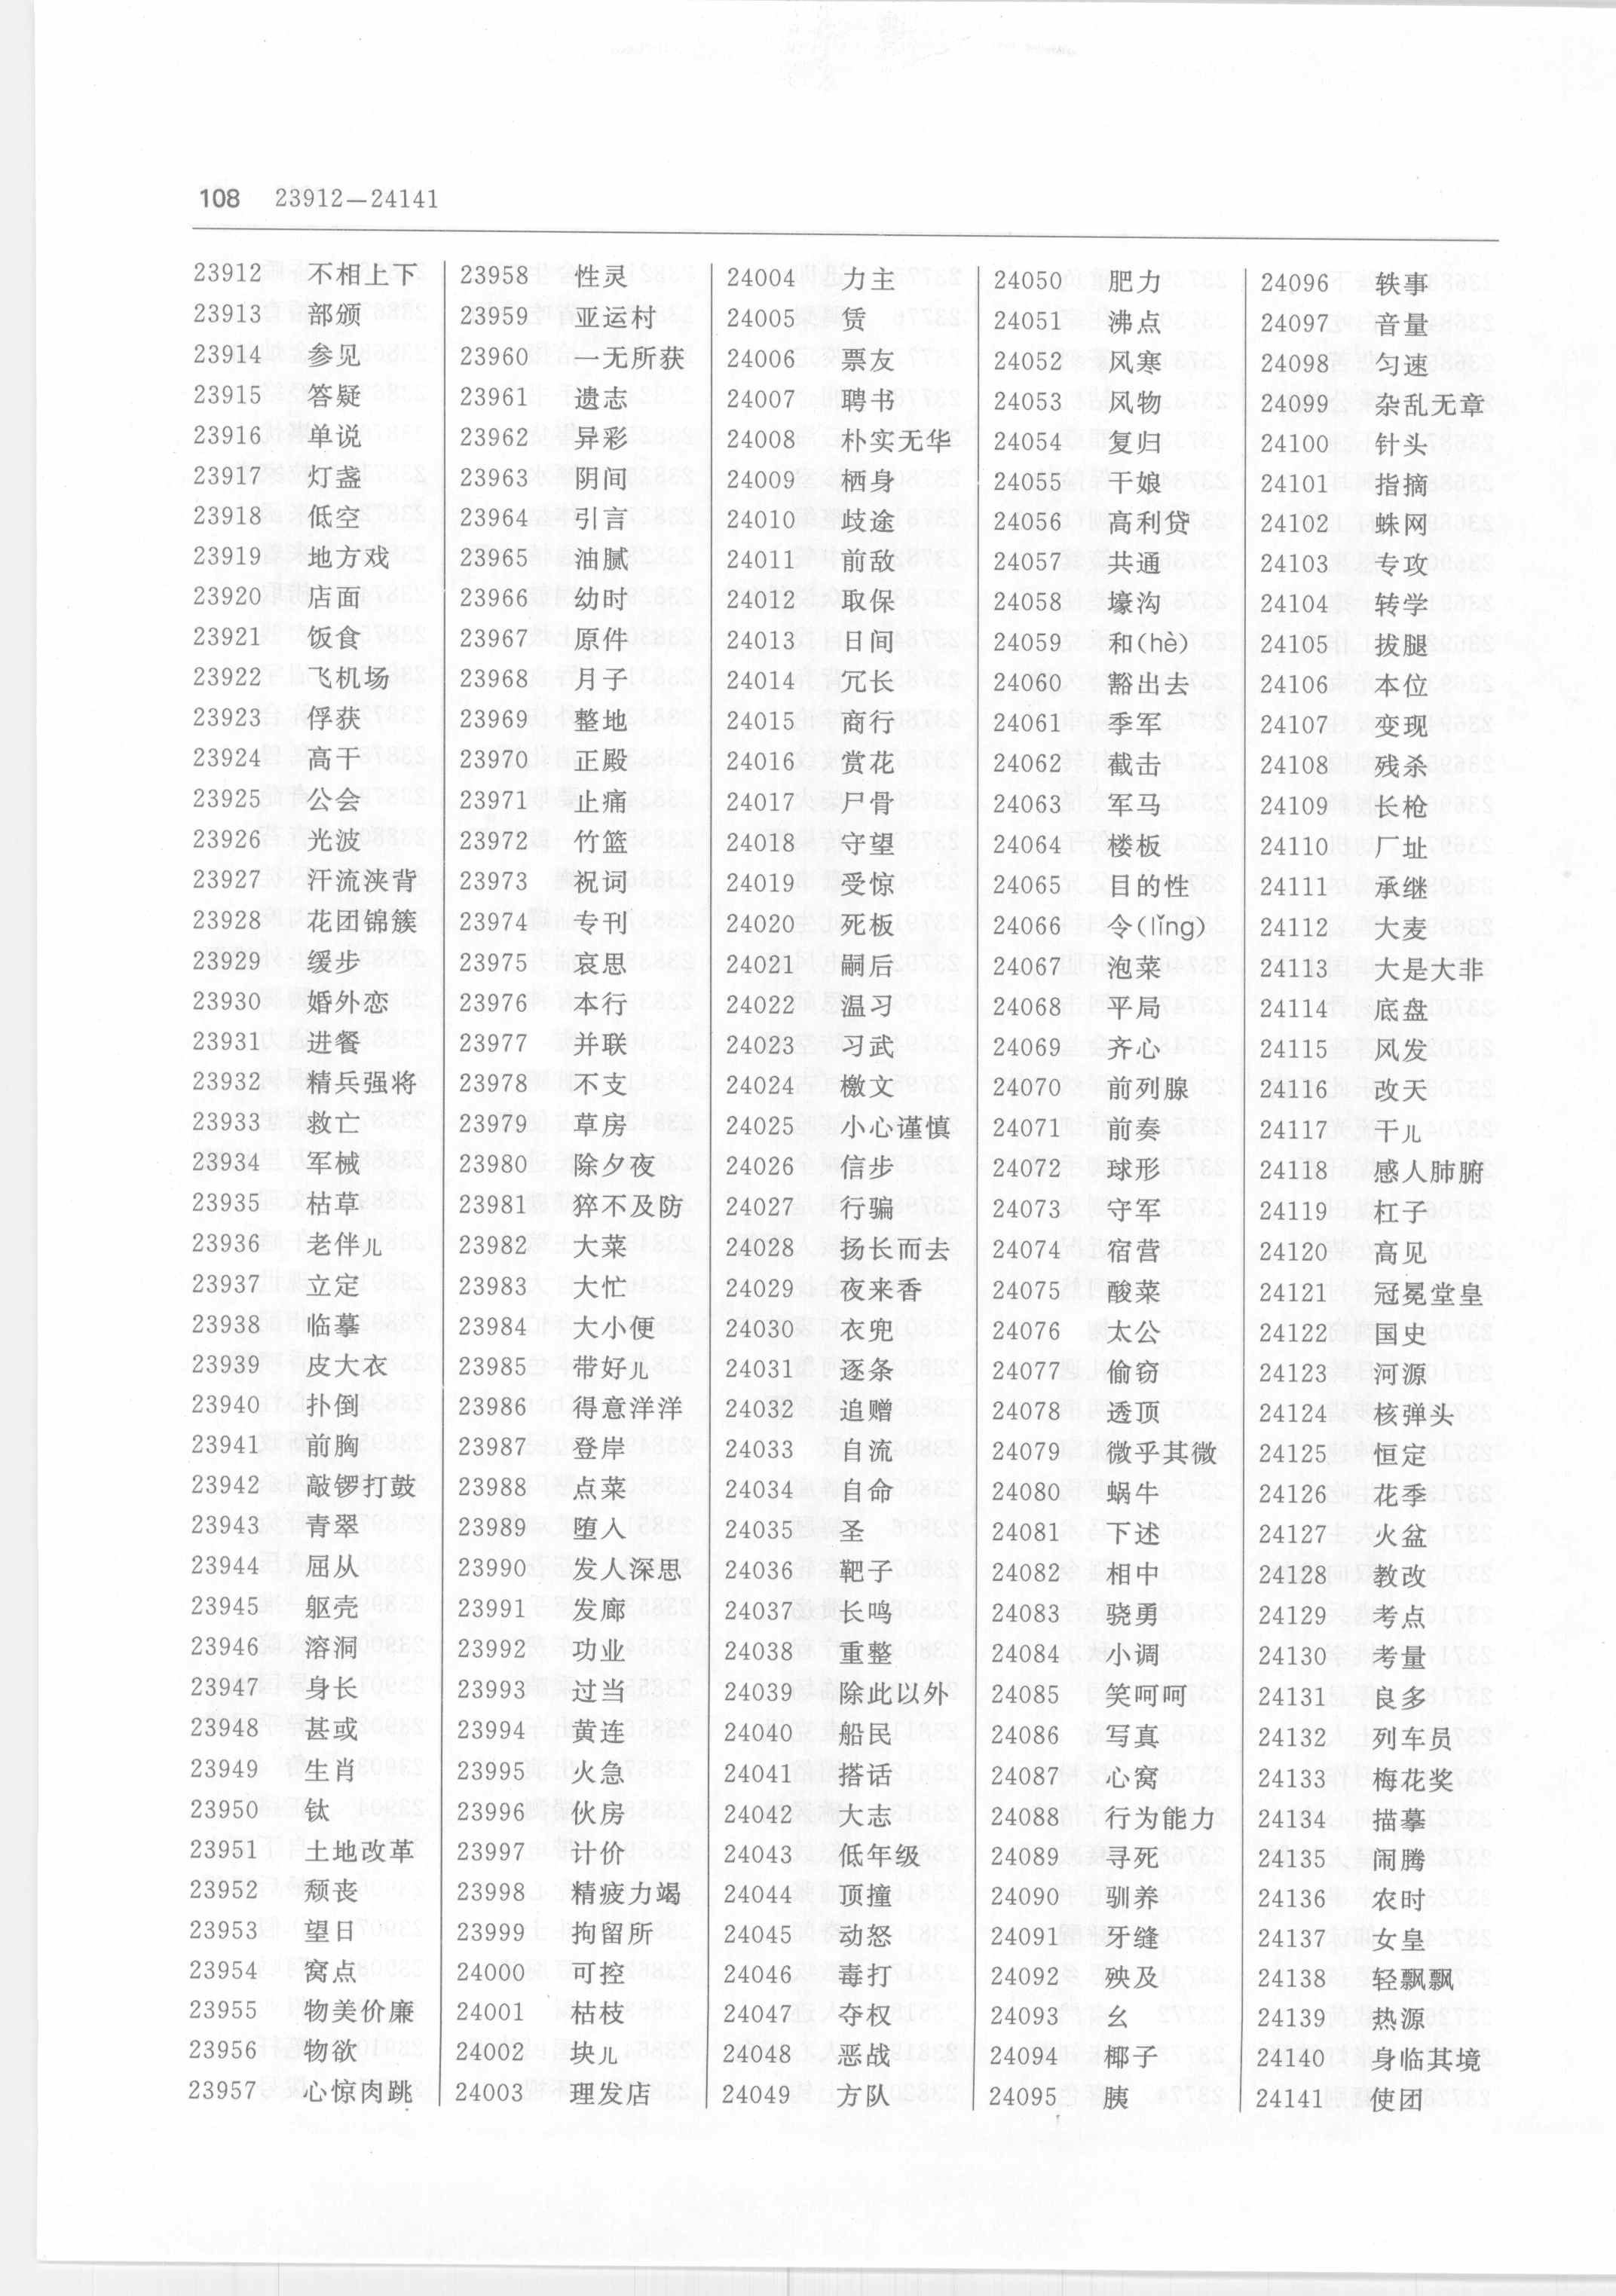 108 23912—24141
23912 不相上下
23913 部颁
23914 参见
23915 答疑
23916 单说
23917 灯盏
23918 低空
23919 地方戏
23920 店面
23921 饭食
23922 飞机场
23923 俘获
23924 高干
23925 公会
23926 光波
23927 汗流浃背
23928 花团锦簇
23929 缓步
23930 婚外恋
23931 进餐
23932 精兵强将
23933 救亡
23934 军械
23935 枯草
23936 老伴儿
23937 立定
23938 临摹
23939 皮大衣
23940 扑倒
23941 前胸
23942 敲锣打鼓
23943 青翠
23944 屈从
23945 躯壳
23946 溶洞
23947 身长
23948 甚或
23949 生肖
23950 钛
23951 土地改革
23952 颓丧
23953 望日
23954 窝点
23955 物美价廉
23956 物欲
23957 心惊肉跳
23958 性灵
23959 亚运村
23960 一无所获
23961 遗志
23962 异彩
23963 阴间
23964 引言
23965 油腻
23966 幼时
23967 原件
23968 月子
23969 整地
23970 正殿
23971 止痛
23972 竹篮
23973 祝词
23974 专刊
23975 哀思
23976 本行
23977 并联
23978 不支
23979 草房
23980 除夕夜
23981 猝不及防
23982 大菜
23983 大忙
23984 大小便
23985 带好儿
23986 得意洋洋
23987 登岸
23988 点菜
23989 堕入
23990 发人深思
23991 发廊
23992 功业
23993 过当
23994 黄连
23995 火急
23996 伙房
23997 计价
23998 精疲力竭
23999 拘留所
24000 可控
24001 枯枝
24002 块儿
24003 理发店
24004 力主
24005 赁
24006 票友
24007 聘书
24008 朴实无华
24009 栖身
24010 歧途
24011 前敌
24012 取保
24013 日间
24014 冗长
24015 商行
24016 赏花
24017 尸骨
24018 守望
24019 受惊
24020 死板
24021 嗣后
24022 温习
24023 习武
24024 檄文
24025 小心谨慎
24026 信步
24027 行骗
24028 扬长而去
24029 夜来香
24030 衣兜
24031 逐条
24032 追赠
24033 自流
24034 自命
24035 圣
24036 靶子
24037 长鸣
24038 重整
24039 除此以外
24040 船民
24041 搭话
24042 大志
24043 低年级
24044 顶撞
24045 动怒
24046 毒打
24047 夺权
24048 恶战
24049 方队
24050 肥力
24051 沸点
24052 风寒
24053 风物
24054 复归
24055 干娘
24056 高利贷
24057 共通
24058 壕沟
24059 和(hè)
24060 豁出去
24061 季军
24062 截击
24063 军马
24064 楼板
24065 目的性
24066 令(lǐng)
24067 泡菜
24068 平局
24069 齐心
24070 前列腺
24071 前奏
24072 球形
24073 守军
24074 宿营
24075 酸菜
24076 太公
24077 偷窃
24078 透顶
24079 微乎其微
24080 蜗牛
24081 下述
24082 相中
24083 骁勇
24084 小调
24085 笑呵呵
24086 写真
24087 心窝
24088 行为能力
24089 寻死
24090 驯养
24091 牙缝
24092 殃及
24093 幺
24094 椰子
24095 胰
24096 轶事
24097 音量
24098 匀速
24099 杂乱无章
24100 针头
24101 指摘
24102 蛛网
24103 专攻
24104 转学
24105 拔腿
24106 本位
24107 变现
24108 残杀
24109 长枪
24110 厂址
24111 承继
24112 大麦
24113 大是大非
24114 底盘
24115 风发
24116 改天
24117 干儿
24118 感人肺腑
24119 杠子
24120 高见
24121 冠冕堂皇
24122 国史
24123 河源
24124 核弹头
24125 恒定
24126 花季
24127 火盆
24128 教改
24129 考点
24130 考量
24131 良多
24132 列车员
24133 梅花奖
24134 描摹
24135 闹腾
24136 农时
24137 女皇
24138 轻飘飘
24139 热源
24140 身临其境
24141 使团